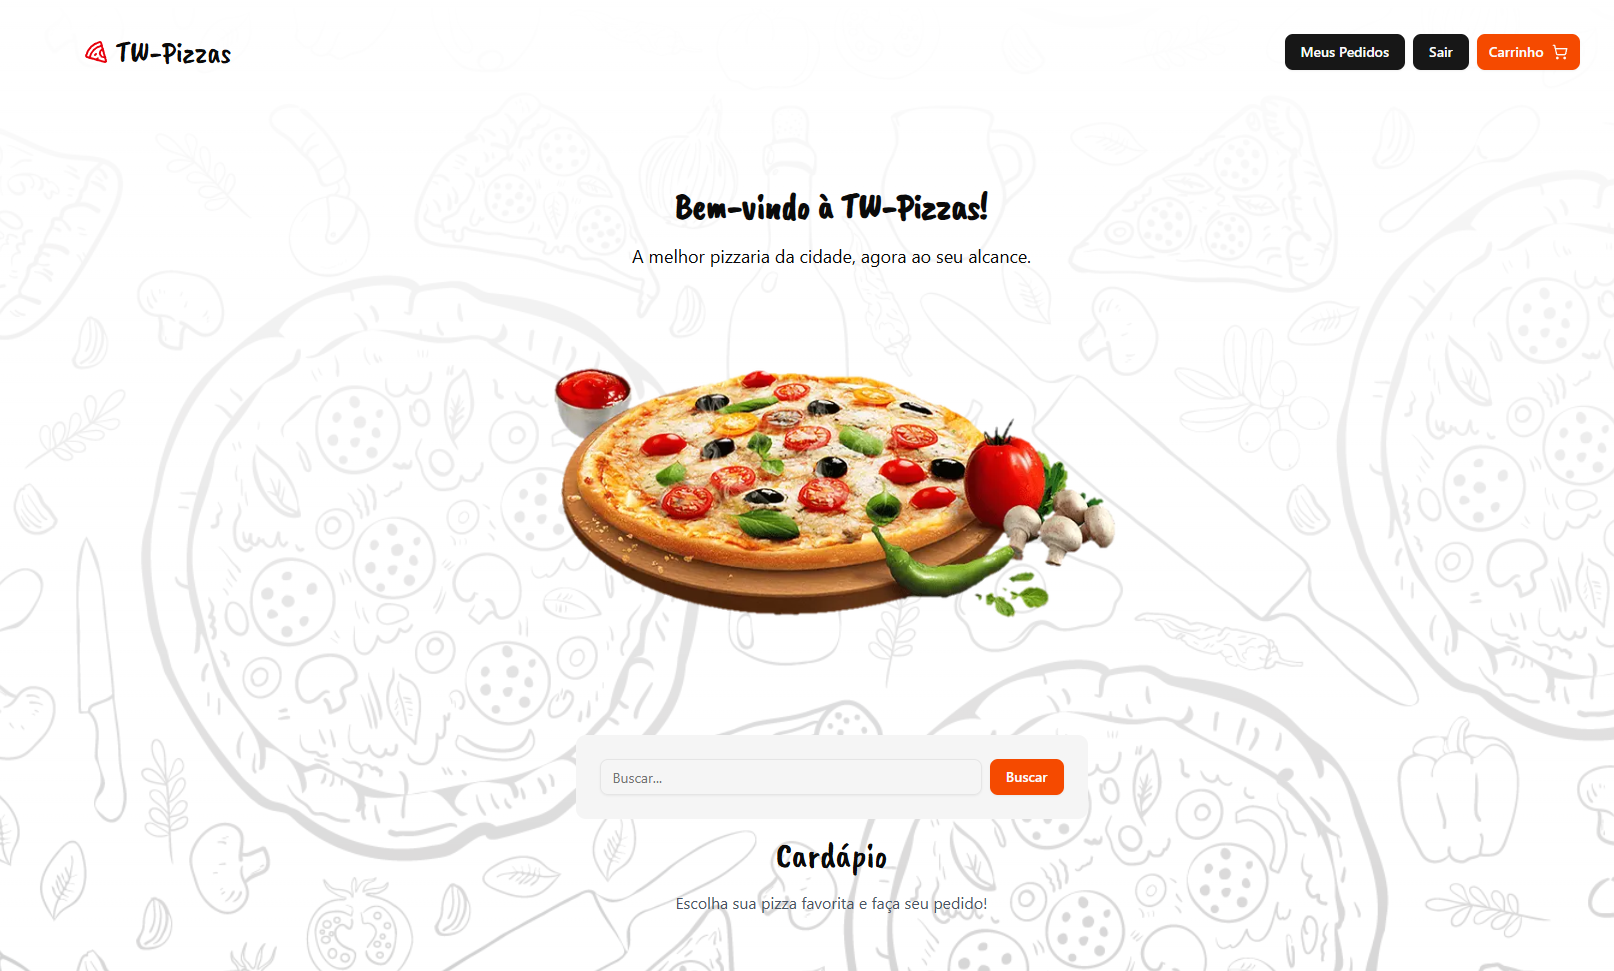 TW-Pizzas
Meus Pedidos
Sair
Carrinho
Bem-vindo à TW-Pizzas!
A melhor pizzaria da cidade, agora ao seu alcance.
Buscar...
Buscar
Cardápio
Escolha sua pizza favorita e faça seu pedido!